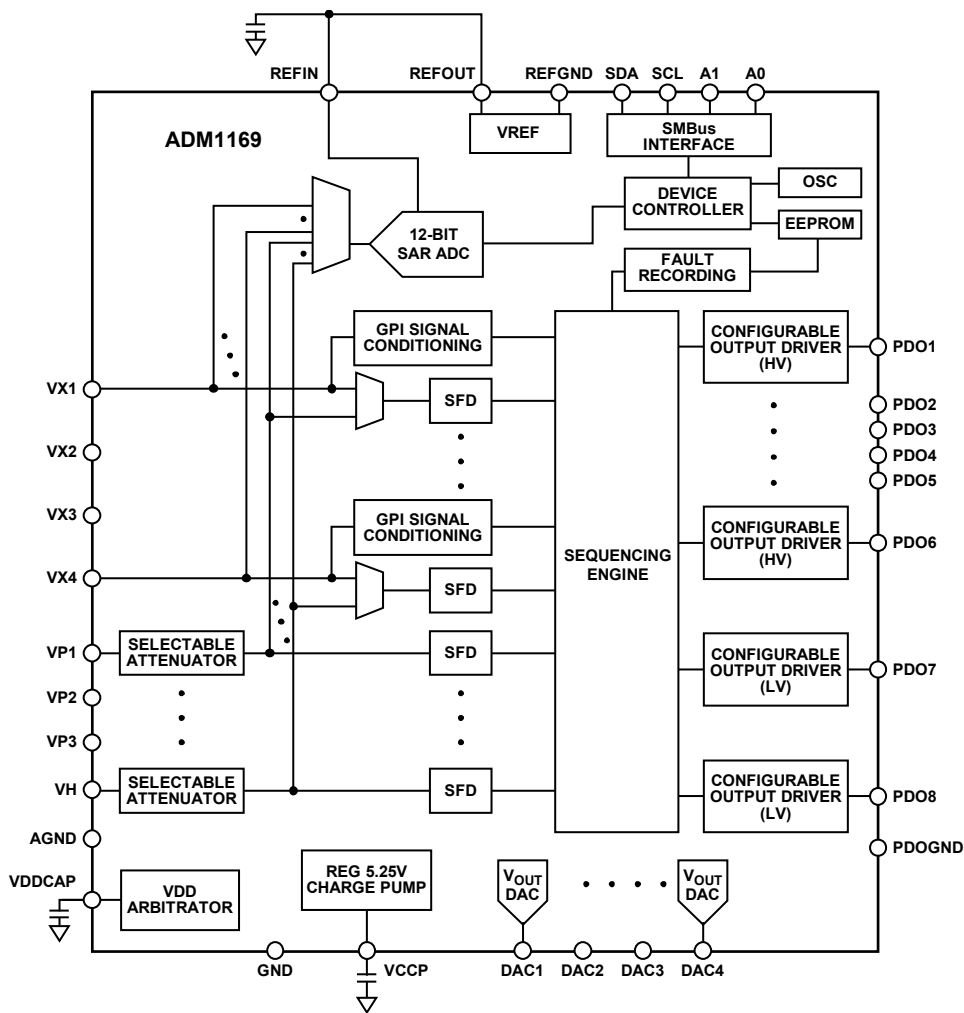 REFIN
REFOUT
REFGND
SDA
SCL
A1
A0
ADM1169
VREF
SMBus
INTERFACE
DEVICE
CONTROLLER
OSC
EEPROM
12-BIT
SAR ADC
FAULT
RECORDING
GPI SIGNAL
CONDITIONING
CONFIGURABLE
OUTPUT DRIVER
(HV)
PDO1
VX1
SFD
PDO2
PDO3
VX2
PDO4
PDO5
VX3
GPI SIGNAL
CONDITIONING
SEQUENCING
ENGINE
CONFIGURABLE
OUTPUT DRIVER
(HV)
PDO6
VX4
SFD
VP1
SELECTABLE
ATTENUATOR
SFD
CONFIGURABLE
OUTPUT DRIVER
(LV)
PDO7
VP2
VP3
VH
SELECTABLE
ATTENUATOR
SFD
CONFIGURABLE
OUTPUT DRIVER
(LV)
PDO8
AGND
PDOGND
VDDCAP
VDD
ARBITRATOR
REG 5.25V
CHARGE PUMP
VOUT
DAC
VOUT
DAC
GND
VCCP
DAC1
DAC2
DAC3
DAC4